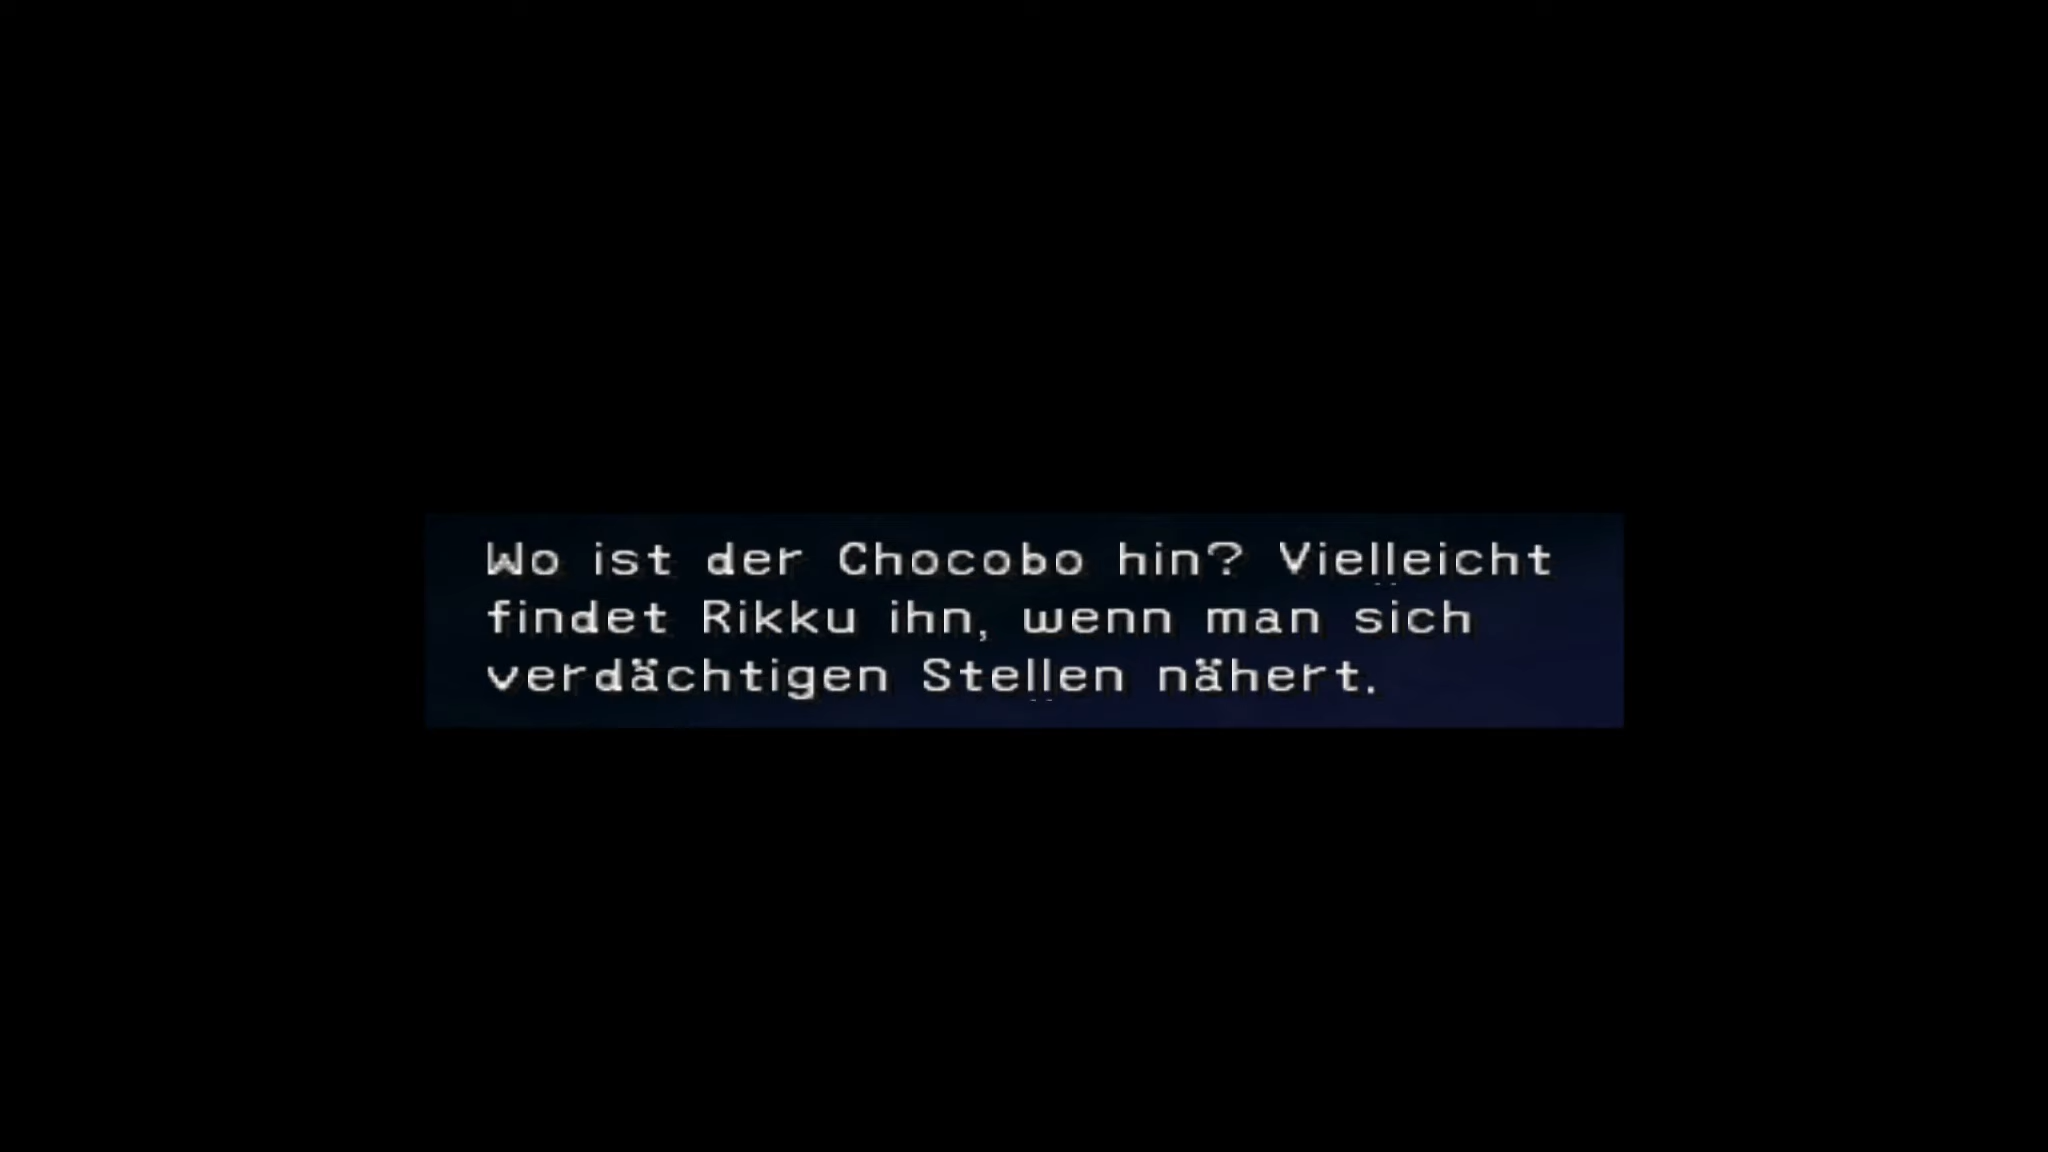 Wo ist der Chocobo hin? Vielleicht
findet Rikku ihn, wenn man sich
verdächtigen Stellen nähert.